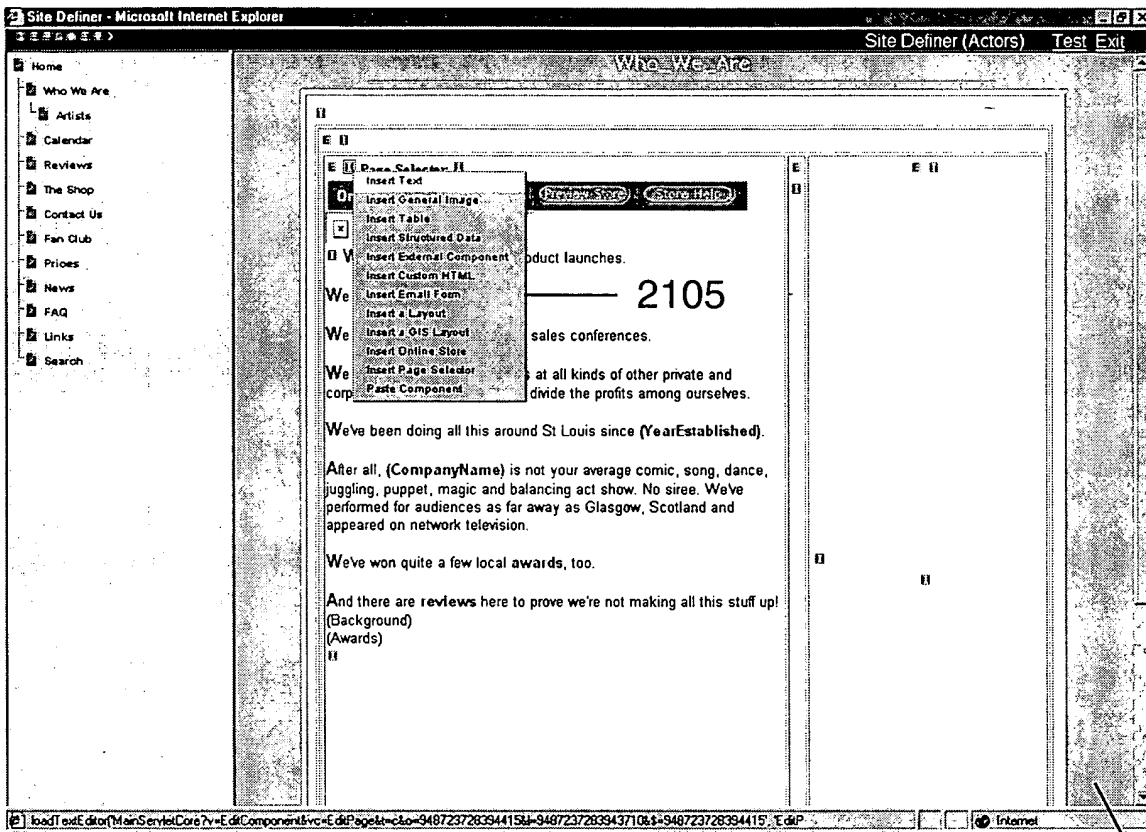 Site Definer - Microsoft Internet Explorer
Site Definer (Actors) Test Exit
Home
Who We Are
Artists
Calendar
Reviews
The Shop
Contact Us
Fan Club
Prices
News
FAQ
Links
Search
Who_We_Are
I
E I
E I Page Selector I
Preview Store Store Help
Insert Text
Insert General Image
Insert Table
Insert Structured Data
Insert External Component
Insert Custom HTML
Insert Email Form
Insert a Layout
Insert a GIS Layout
Insert Online Store
Insert Page Selector
Paste Component
2105
E
I
E I
oduct launches.
We
We sales conferences.
We at all kinds of other private and
corp divide the profits among ourselves.
We've been doing all this around St Louis since (YearEstablished).
After all, (CompanyName) is not your average comic, song, dance,
juggling, puppet, magic and balancing act show. No siree. We've
performed for audiences as far away as Glasgow, Scotland and
appeared on network television.
We've won quite a few local awards, too.
And there are reviews here to prove we're not making all this stuff up!
(Background)
(Awards)
I
I
I
Internet